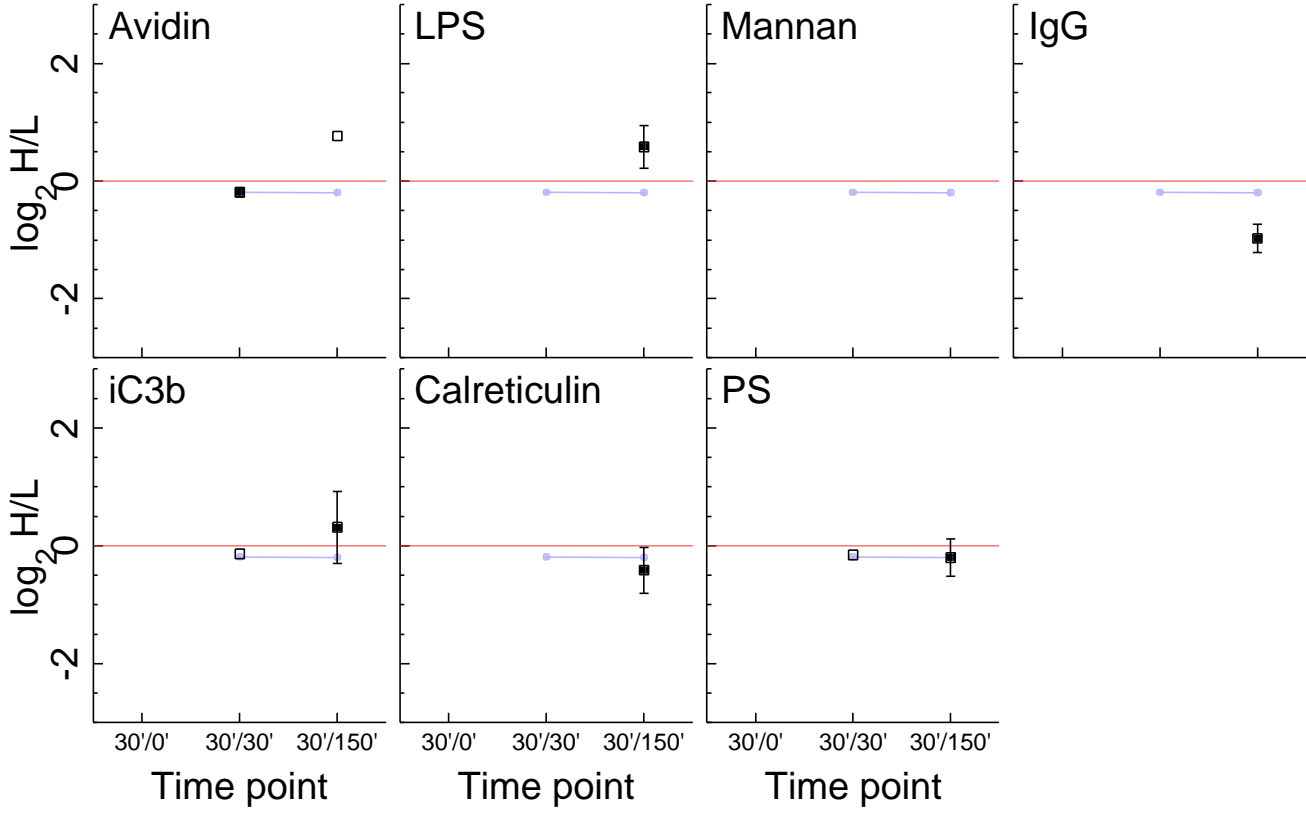 Avidin
LPS
Mannan
IgG
log2 H/L
2
0
-2
iC3b
Calreticulin
PS
log2 H/L
2
0
-2
30'/0' 30'/30' 30'/150'
30'/0' 30'/30' 30'/150'
30'/0' 30'/30' 30'/150'
Time point
Time point
Time point